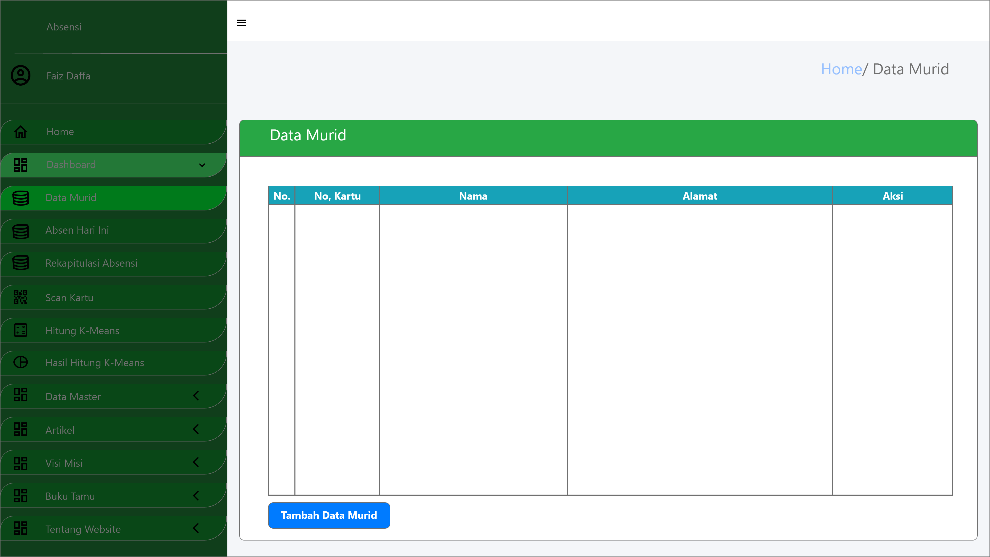 Absensi
Faiz Daffa
Home
Dashboard
Data Murid
Absen Hari Ini
Rekapitulasi Absensi
Scan Kartu
Hitung K-Means
Hasil Hitung K-Means
Data Master
Artikel
Visi Misi
Buku Tamu
Tentang Website
Home/ Data Murid
Data Murid
No. No, Kartu Nama Alamat Aksi
Tambah Data Murid